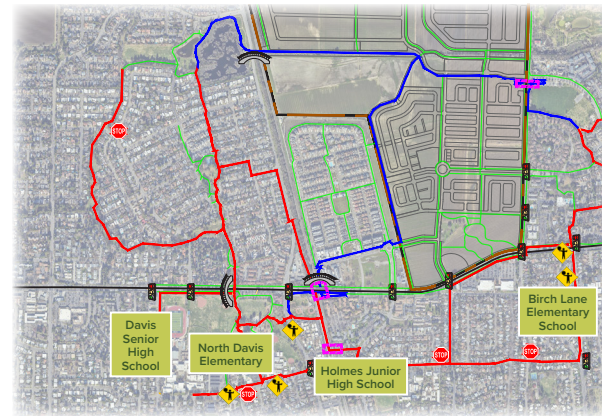 STOP
Davis
Senior
High
School
North Davis
Elementary
Holmes Junior
High School
Birch Lane
Elementary
School
STOP
STOP
STOP